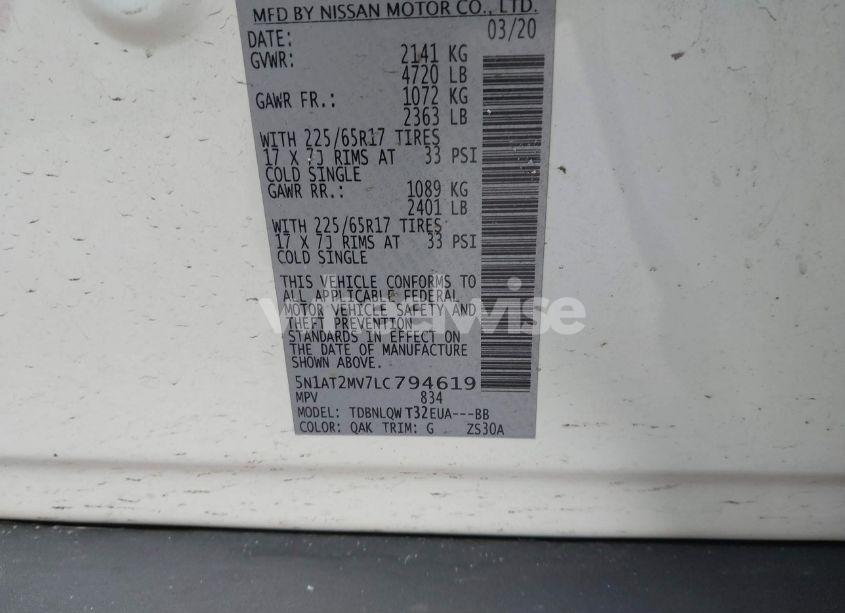 MFD BY NISSAN MOTOR CO., LTD.
DATE: 03/20
GVWR: 2141 KG
4720 LB
GAWR FR.: 1072 KG
2363 LB
WITH 225/65R17 TIRES
17 X 7J RIMS AT 33 PSI
COLD SINGLE
GAWR RR.: 1089 KG
2401 LB
WITH 225/65R17 TIRES
17 X 7J RIMS AT 33 PSI
COLD SINGLE
THIS VEHICLE CONFORMS TO
ALL APPLICABLE FEDERAL
MOTOR VEHICLE SAFETY AND
THEFT PREVENTION
STANDARDS IN EFFECT ON
THE DATE OF MANUFACTURE
SHOWN ABOVE.
5N1AT2MV7LC794619
MPV 834
MODEL: TDBNLQWT32EUA---BB
COLOR: QAK TRIM: G ZS30A